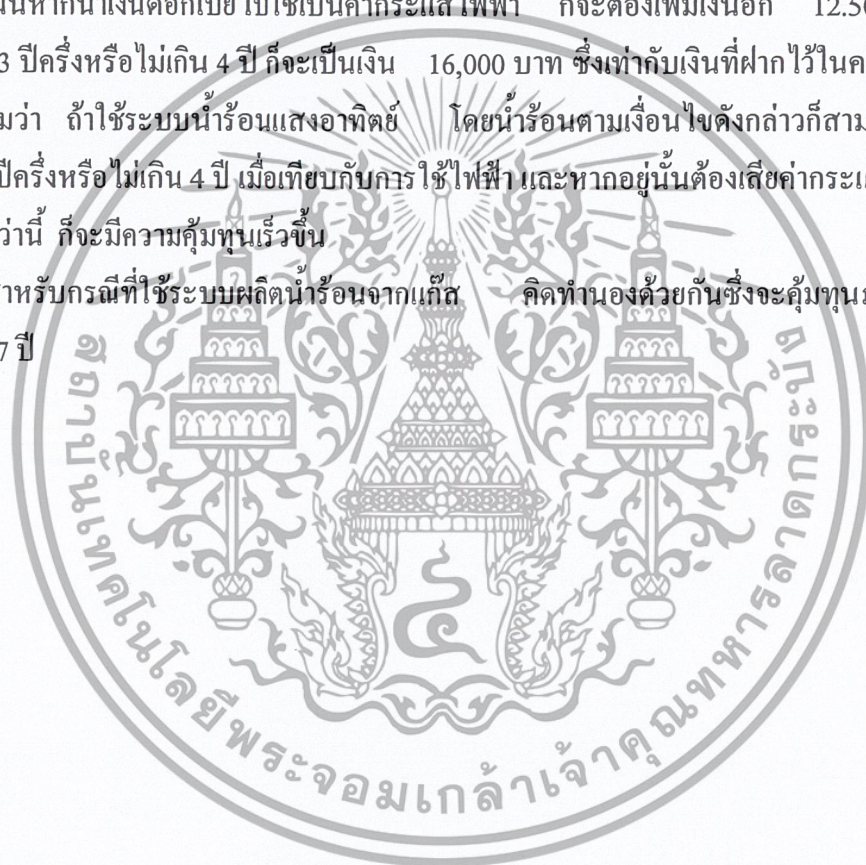 นำเงินดอกเบี้ยไปใช้เป็นค่ากระแสไฟฟ้า ก็จะต้องเพิ่มเงินอีก 12.5
3 ปีครึ่งหรือไม่เกิน 4 ปี ก็จะเป็นเงิน 16,000 บาท ซึ่งเท่ากับเงินที่ฝากไว้ใน
ว่า ถ้าใช้ระบบน้ำร้อนแสงอาทิตย์ โดยน้ำร้อนตามเงื่อนไขดังกล่าวก็
ปีครึ่งหรือไม่เกิน 4 ปี เมื่อเทียบกับการใช้ไฟฟ้า และหากอยู่นั้นต้องเสียค่า
ว่านี้ ก็จะมีความคุ้มทุนเร็วขึ้น
สำหรับกรณีที่ใช้ระบบผลิตน้ำร้อนจากแก๊ส คิดทำนองด้วยกันซึ่งจะคุ้มทุน
7 ปี
สถาบันเทคโนโลยีพระจอมเกล้าเจ้าคุณทหารลาดกระบัง
๔